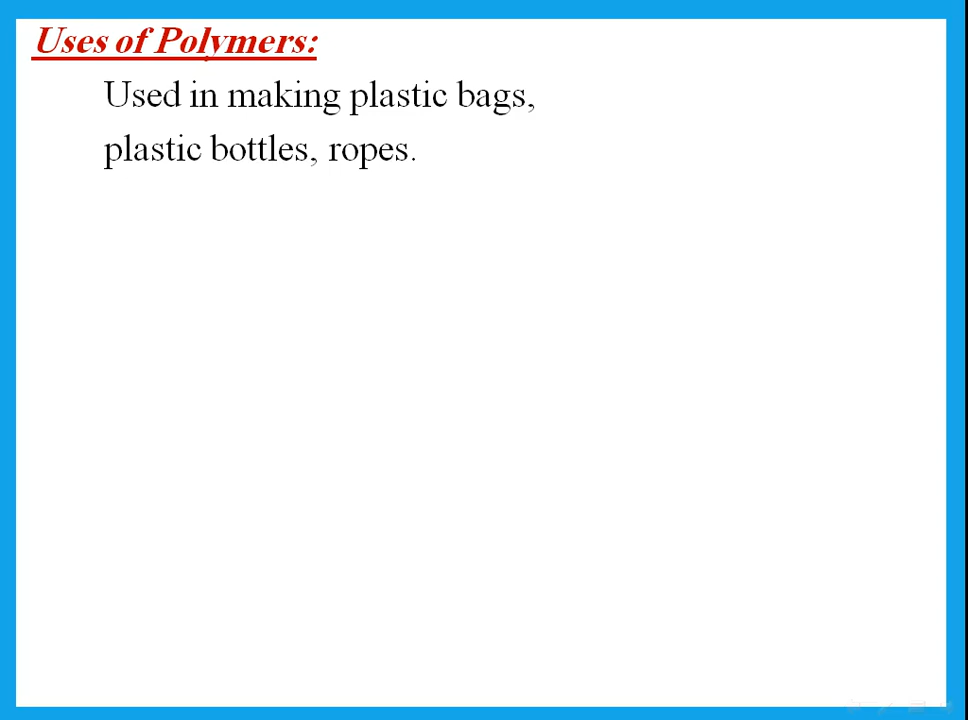 Uses of Polymers:
Used in making plastic bags,
plastic bottles, ropes.